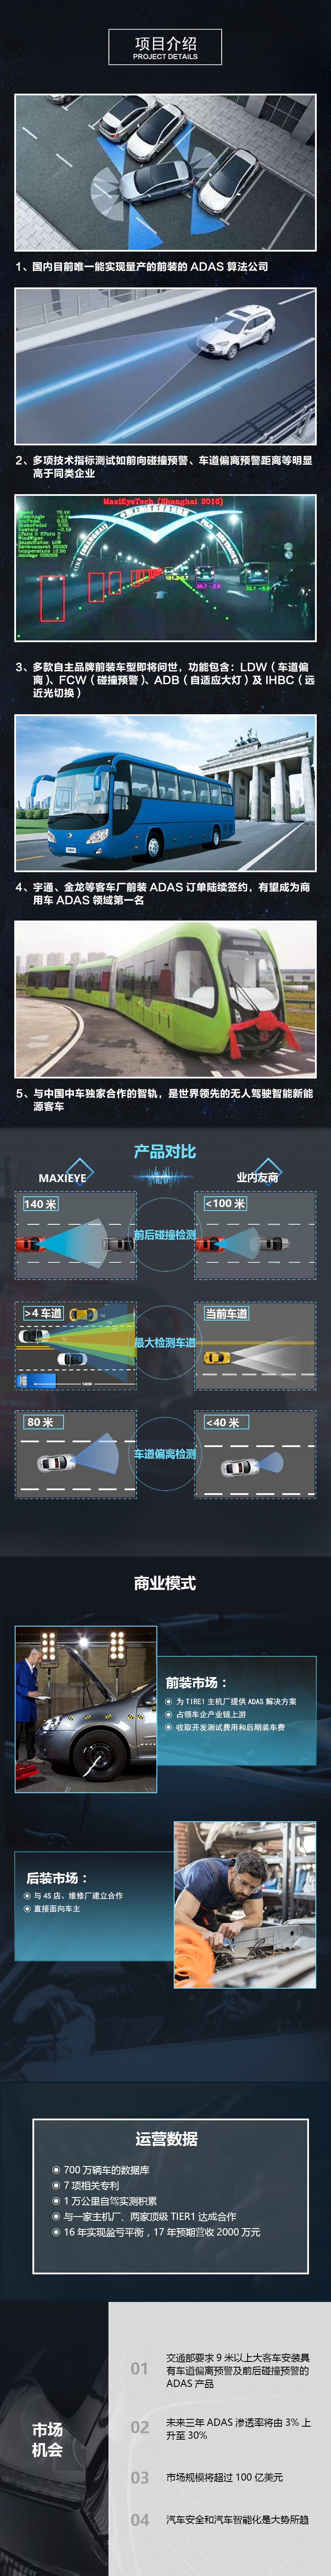 项目介绍
PROJECT DETAILS
1、国内目前唯一能实现量产的前装的 ADAS 算法公司
2、多项技术指标测试如前向碰撞预警、车道偏离预警距离等明显
高于同类企业
MaxiEyeTech (Shanghai 2016)
3、多款自主品牌前装车型即将问世，功能包含：LDW（车道偏
离）、FCW（碰撞预警）、ADB（自适应大灯）及 IHBC（远
近光切换）
4、宇通、金龙等客车厂前装 ADAS 订单陆续签约，有望成为商
用车 ADAS 领域第一名
5、与中国中车独家合作的智轨，是世界领先的无人驾驶智能新能
源客车
产品对比
MAXIEYE
业内友商
140 米
前后碰撞检测
<100 米
>4 车道
最大检测车道
当前车道
140M
80 米
车道偏离检测
<40 米
商业模式
前装市场：
为 TIRE1 主机厂提供 ADAS 解决方案
占领车企产业链上游
收取开发测试费用和后期装车费
后装市场：
与 4S 店、维修厂建立合作
直接面向车主
运营数据
700 万辆车的数据库
7 项相关专利
1 万公里自驾实测积累
与一家主机厂、两家顶级 TIER1 达成合作
16 年实现盈亏平衡，17 年预期营收 2000 万元
市场
机会
01
交通部要求 9 米以上大客车安装具
有车道偏离预警及前后碰撞预警的
ADAS 产品
02
未来三年 ADAS 渗透率将由 3% 上
升至 30%
03
市场规模将超过 100 亿美元
04
汽车安全和汽车智能化是大势所趋